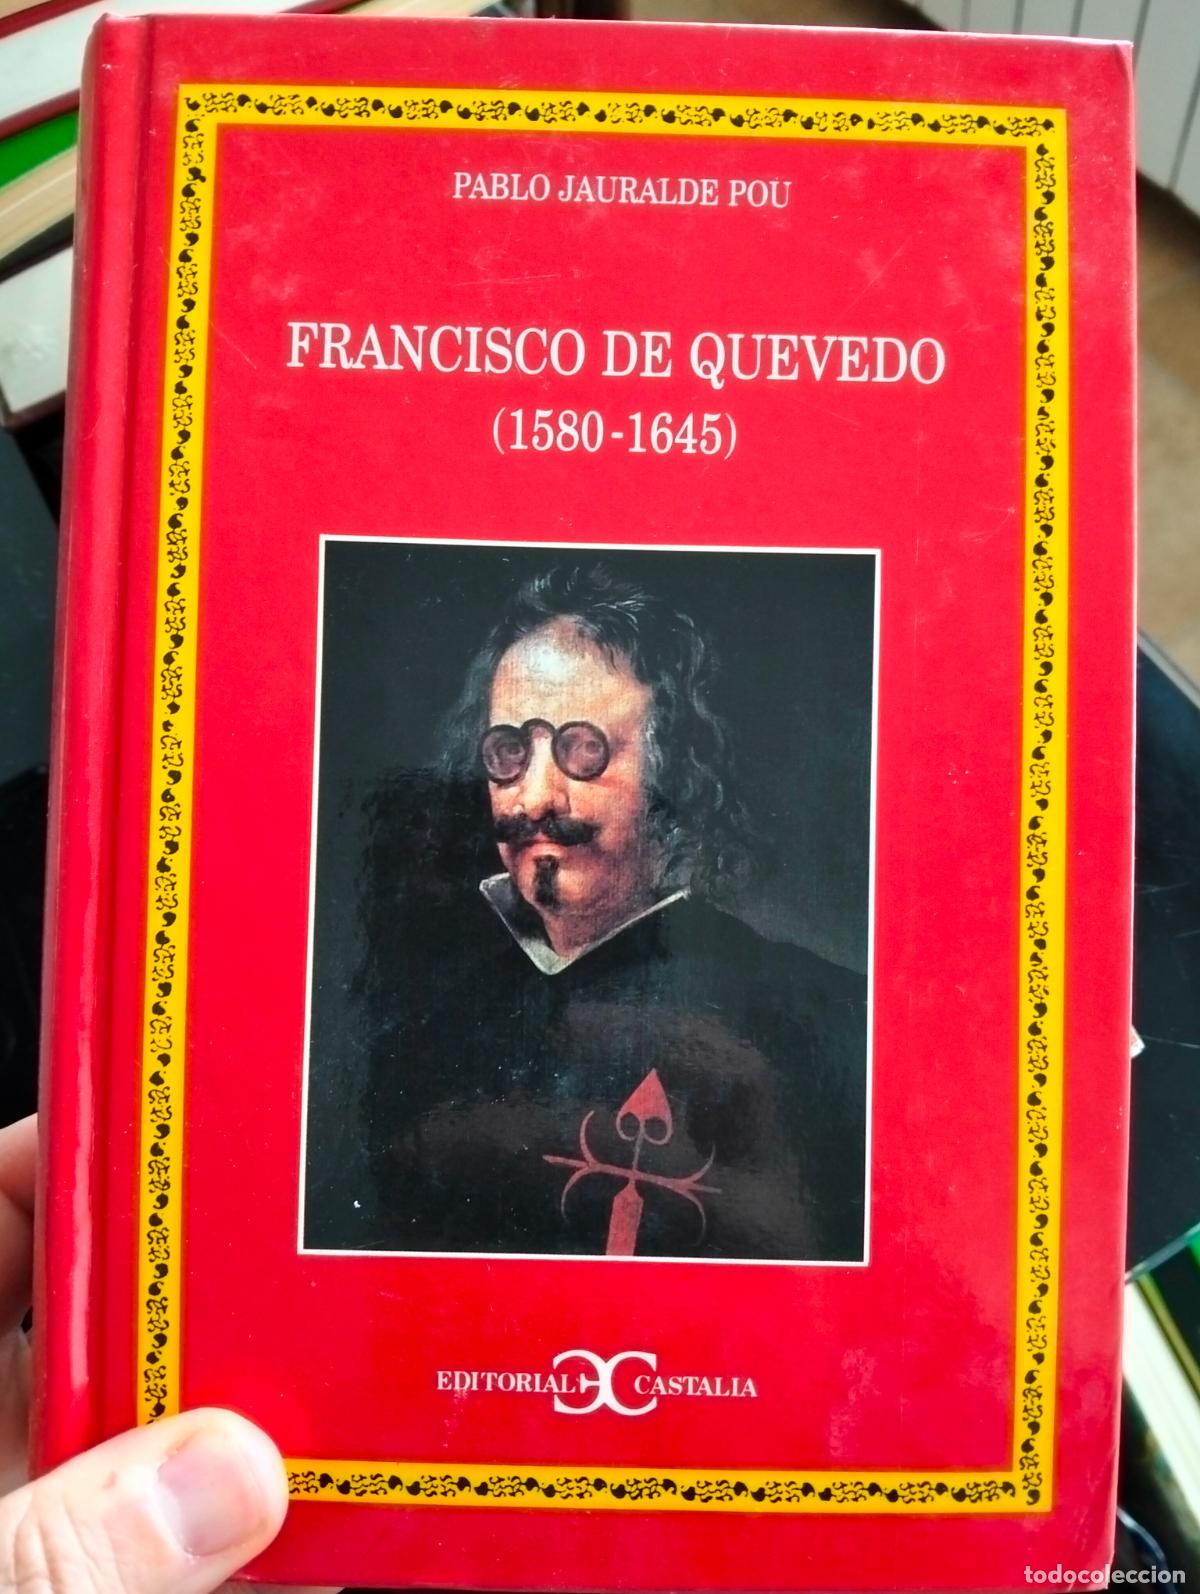 PABLO JAURALDE POU
FRANCISCO DE QUEVEDO
(1580-1645)
EDITORIAL CASTALIA
todocoleccion